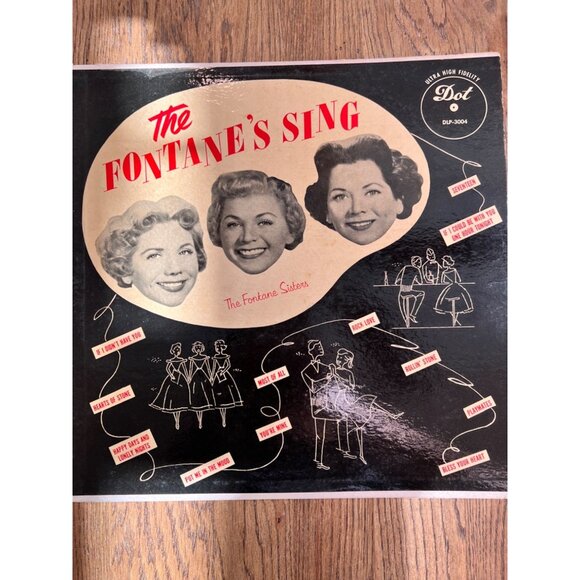 The
FONTANE'S SING
The Fontane Sisters
ULTRA HIGH FIDELITY
Dot
DLP-3004
SEVENTEEN
IF I COULD BE WITH YOU
ONE HOUR TONIGHT
IF I DIDN'T HAVE YOU
HEARTS OF STONE
HAPPY DAYS AND
LONELY NIGHTS
PUT ME IN THE MOOD
YOU'RE MINE
MOST OF ALL
ROCK LOVE
ROLLIN' STONE
PLAYMATES
BLESS YOUR HEART